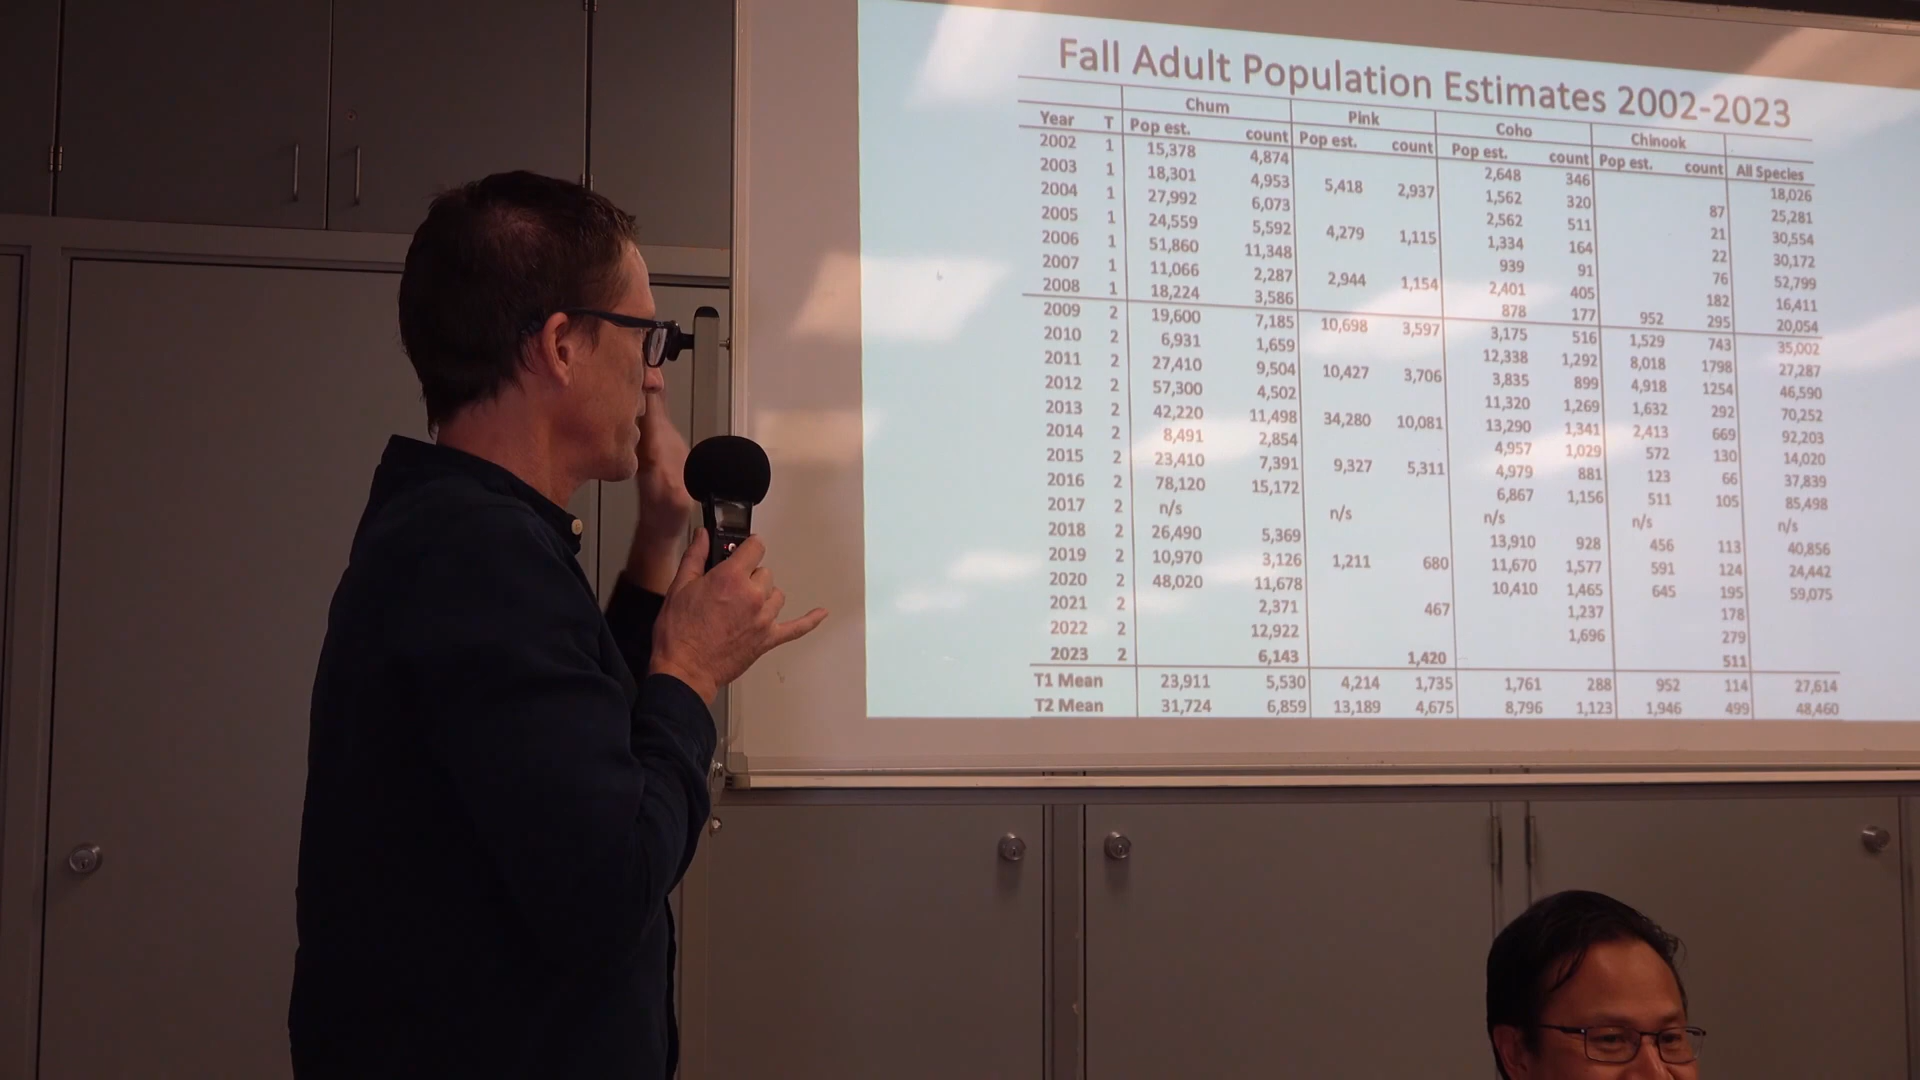 Fall Adult Population Estimates 2002-2023
Chum Pink Coho Chinook
Year T Pop est. count Pop est. count Pop est. count Pop est. count All Species
2002 1 15,378 4,874 2,648 346 18,026
2003 1 18,301 4,953 5,418 2,937 1,562 320 87 25,281
2004 1 27,992 6,073 2,562 511 21 30,554
2005 1 24,559 5,592 4,279 1,115 1,334 164 22 30,172
2006 1 51,860 11,348 939 91 76 52,799
2007 1 11,066 2,287 2,944 1,154 2,401 405 182 16,411
2008 1 18,224 3,586 878 177 952 295 20,054
2009 2 19,600 7,185 10,698 3,597 3,175 516 1,529 743 35,002
2010 2 6,931 1,659 12,338 1,292 8,018 1798 27,287
2011 2 27,410 9,504 10,427 3,706 3,835 899 4,918 1254 46,590
2012 2 57,300 4,502 11,320 1,269 1,632 292 70,252
2013 2 42,220 11,498 34,280 10,081 13,290 1,341 2,413 669 92,203
2014 2 8,491 2,854 4,957 1,029 572 130 14,020
2015 2 23,410 7,391 9,327 5,311 4,979 881 123 66 37,839
2016 2 78,120 15,172 6,867 1,156 511 105 85,498
2017 2 n/s n/s n/s n/s n/s
2018 2 26,490 5,369 13,910 928 456 113 40,856
2019 2 10,970 3,126 1,211 680 11,670 1,577 591 124 24,442
2020 2 48,020 11,678 10,410 1,465 645 195 59,075
2021 2 2,371 467 1,237 178
2022 2 12,922 1,696 279
2023 2 6,143 1,420 511
T1 Mean 23,911 5,530 4,214 1,735 1,761 288 952 114 27,614
T2 Mean 31,724 6,859 13,189 4,675 8,796 1,123 1,946 499 48,460